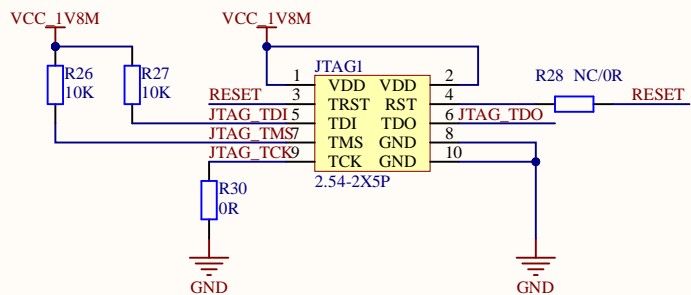 VCC_1V8M
VCC_1V8M
R26
10K
R27
10K
JTAG1
1 VDD VDD 2
RESET 3 TRST RST 4
R28 NC/0R
RESET
JTAG_TDI 5 TDI TDO 6 JTAG_TDO
JTAG_TMS 7 TMS GND 8
JTAG_TCK 9 TCK GND 10
2.54-2X5P
R30
0R
GND
GND